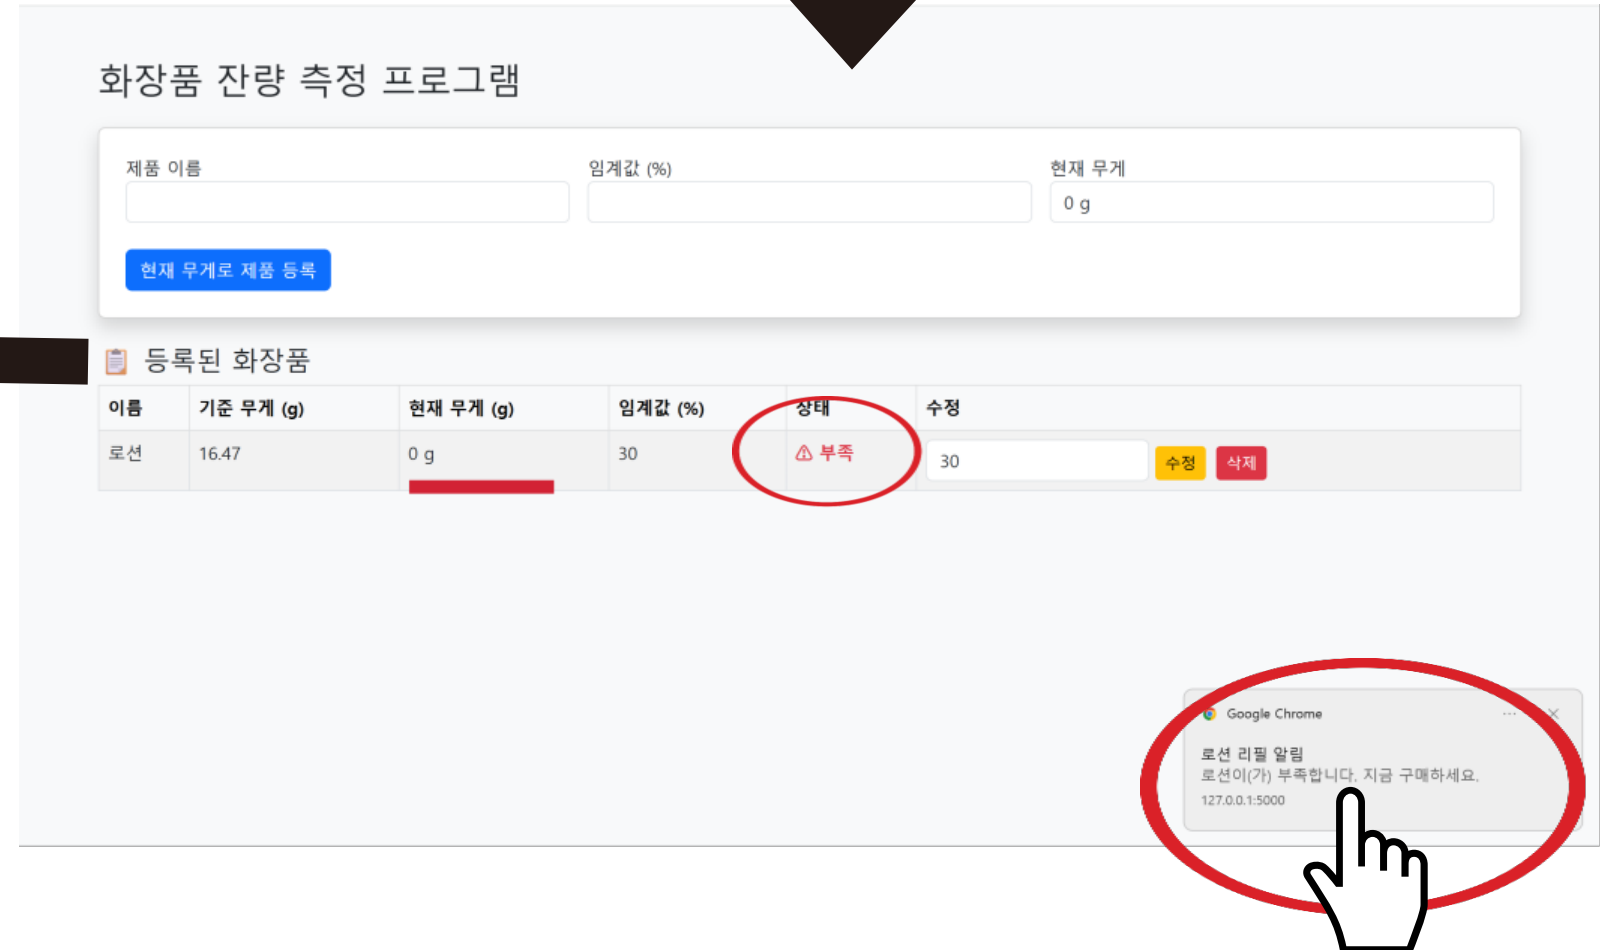 화장품 잔량 측정 프로그램
제품 이름 임계값 (%) 현재 무게
0 g
현재 무게로 제품 등록
📋 등록된 화장품
이름 기준 무게 (g) 현재 무게 (g) 임계값 (%) 상태 수정
로션 16.47 0 g 30 ⚠ 부족 30 수정 삭제
Google Chrome
로션 리필 알림
로션이(가) 부족합니다. 지금 구매하세요.
127.0.0.1:5000